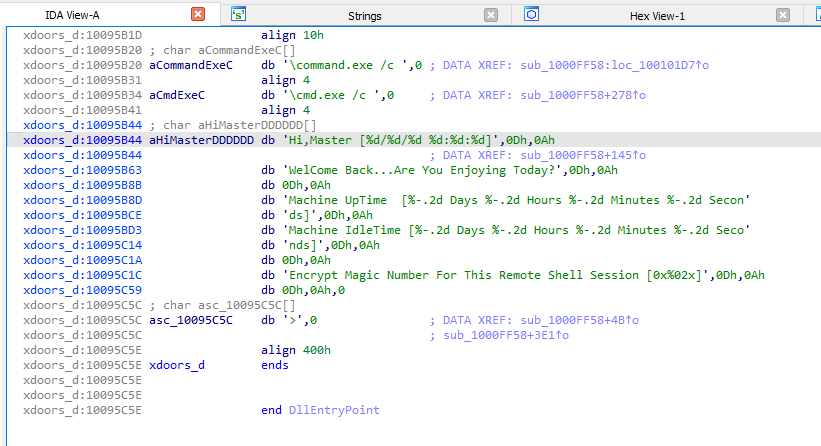 IDA View-A Strings Hex View-1
xdoors_d:10095B1D align 10h
xdoors_d:10095B20 ; char aCommandExeC[]
xdoors_d:10095B20 aCommandExeC db '\command.exe /c ',0 ; DATA XREF: sub_1000FF58:loc_100101D7↑o
xdoors_d:10095B31 align 4
xdoors_d:10095B34 aCmdExeC db '\cmd.exe /c ',0 ; DATA XREF: sub_1000FF58+278↑o
xdoors_d:10095B41 align 4
xdoors_d:10095B44 ; char aHiMasterDDDDDD[]
xdoors_d:10095B44 aHiMasterDDDDDD db 'Hi,Master [%d/%d/%d %d:%d:%d]',0Dh,0Ah
xdoors_d:10095B44 ; DATA XREF: sub_1000FF58+145↑o
xdoors_d:10095B63 db 'WelCome Back...Are You Enjoying Today?',0Dh,0Ah
xdoors_d:10095B8B db 0Dh,0Ah
xdoors_d:10095B8D db 'Machine UpTime  [%-.2d Days %-.2d Hours %-.2d Minutes %-.2d Secon'
xdoors_d:10095BCE db 'ds]',0Dh,0Ah
xdoors_d:10095BD3 db 'Machine IdleTime [%-.2d Days %-.2d Hours %-.2d Minutes %-.2d Seco'
xdoors_d:10095C14 db 'nds]',0Dh,0Ah
xdoors_d:10095C1A db 0Dh,0Ah
xdoors_d:10095C1C db 'Encrypt Magic Number For This Remote Shell Session [0x%02x]',0Dh,0Ah
xdoors_d:10095C59 db 0Dh,0Ah,0
xdoors_d:10095C5C ; char asc_10095C5C[]
xdoors_d:10095C5C asc_10095C5C db '>',0 ; DATA XREF: sub_1000FF58+4B↑o
xdoors_d:10095C5C ; sub_1000FF58+3E1↑o
xdoors_d:10095C5E align 400h
xdoors_d:10095C5E xdoors_d ends
xdoors_d:10095C5E
xdoors_d:10095C5E
xdoors_d:10095C5E end DllEntryPoint